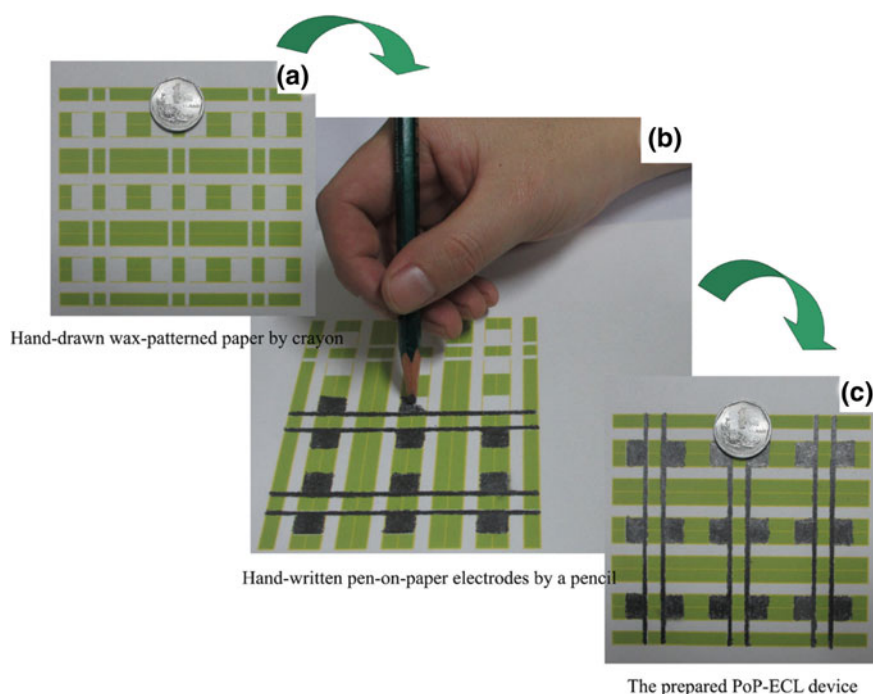 (a)
Hand-drawn wax-patterned paper by crayon
(b)
Hand-written pen-on-paper electrodes by a pencil
(c)
The prepared PoP-ECL device